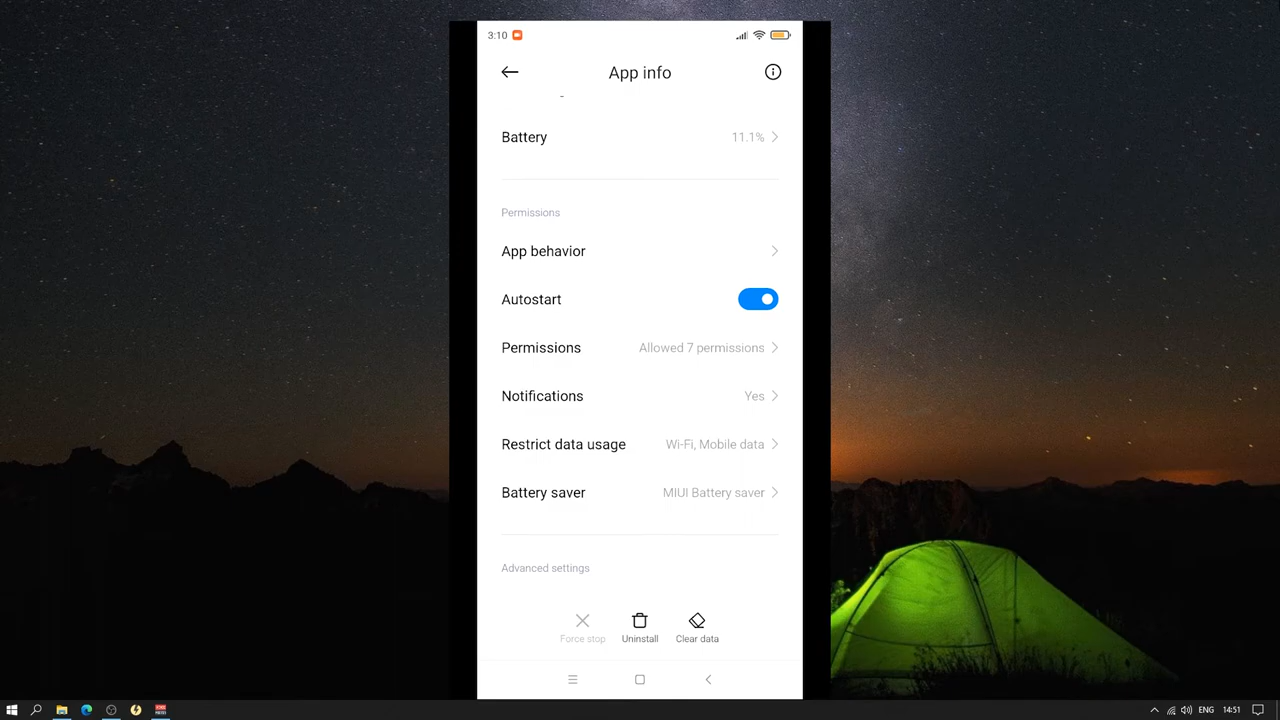 3:10
App info
Battery
11.1%
Permissions
App behavior
Autostart
Permissions
Allowed 7 permissions
Notifications
Yes
Restrict data usage
Wi-Fi, Mobile data
Battery saver
MIUI Battery saver
Advanced settings
Force stop
Uninstall
Clear data
ENG
14:51